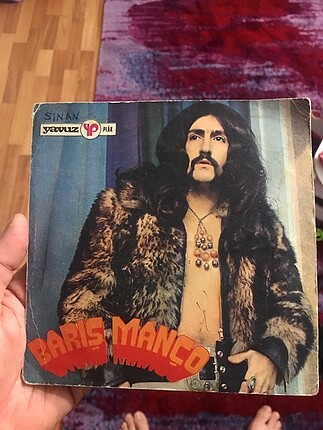 SİNAN
yavuz YP PLAK
BARIŞ MANÇO